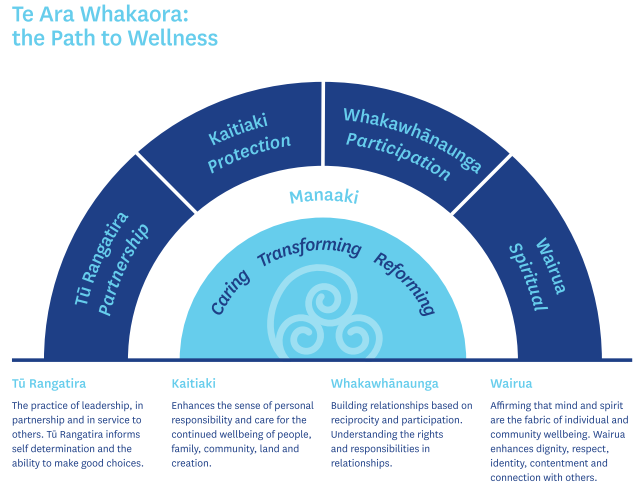 Te Ara Whakaora:
the Path to Wellness
Tū Rangatira
Partnership
Kaitiaki
Protection
Whakawhānaunga
Participation
Wairua
Spiritual
Manaaki
Caring Transforming Reforming
Tū Rangatira
The practice of leadership, in
partnership and in service to
others. Tū Rangatira informs
self determination and the
ability to make good choices.
Kaitiaki
Enhances the sense of personal
responsibility and care for the
continued wellbeing of people,
family, community, land and
creation.
Whakawhānaunga
Building relationships based on
reciprocity and participation.
Understanding the rights
and responsibilities in
relationships.
Wairua
Affirming that mind and spirit
are the fabric of individual and
community wellbeing. Wairua
enhances dignity, respect,
identity, contentment and
connection with others.